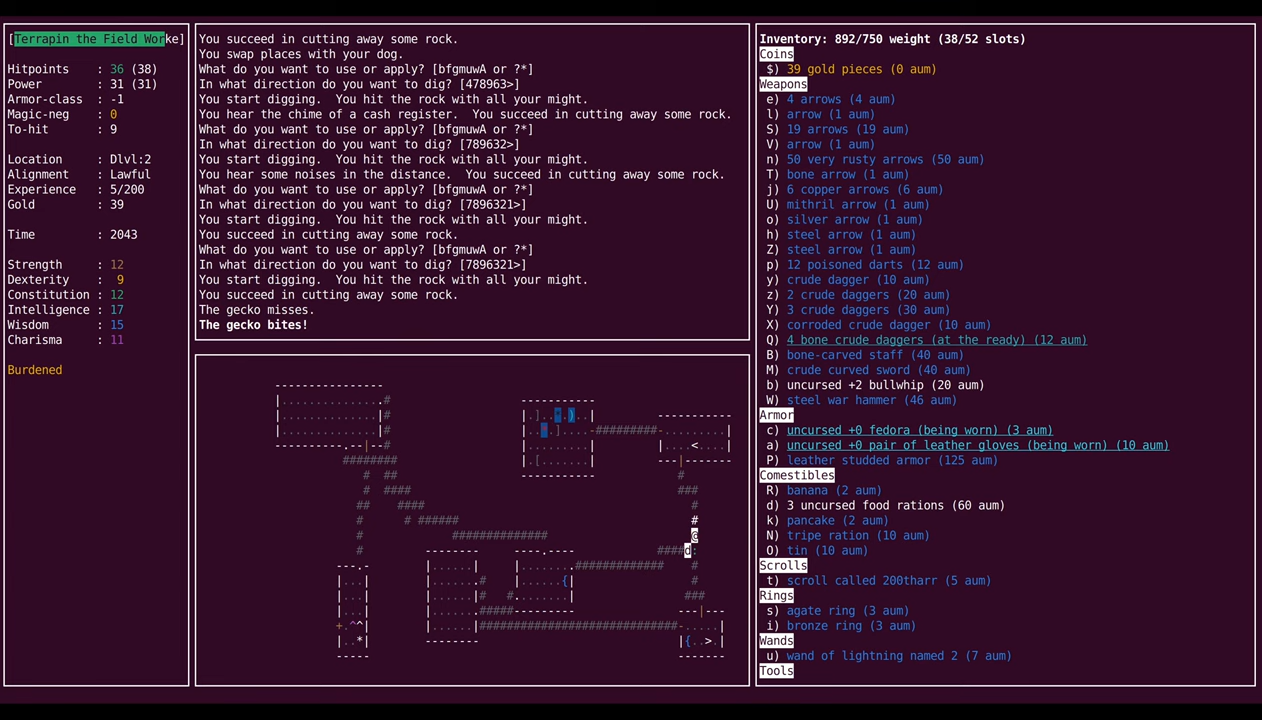 [Terrapin the Field Worke]
Hitpoints : 36 (38)
Power : 31 (31)
Armor-class : -1
Magic-neg : 0
To-hit : 9
Location : Dlvl:2
Alignment : Lawful
Experience : 5/200
Gold : 39
Time : 2043
Strength : 12
Dexterity : 9
Constitution : 12
Intelligence : 17
Wisdom : 15
Charisma : 11
Burdened
You succeed in cutting away some rock.
You swap places with your dog.
What do you want to use or apply? [bfgmuwA or ?*]
In what direction do you want to dig? [478963>]
You start digging.  You hit the rock with all your might.
You hear the chime of a cash register.  You succeed in cutting away some rock.
What do you want to use or apply? [bfgmuwA or ?*]
In what direction do you want to dig? [789632>]
You start digging.  You hit the rock with all your might.
You hear some noises in the distance.  You succeed in cutting away some rock.
What do you want to use or apply? [bfgmuwA or ?*]
In what direction do you want to dig? [7896321>]
You start digging.  You hit the rock with all your might.
You succeed in cutting away some rock.
What do you want to use or apply? [bfgmuwA or ?*]
In what direction do you want to dig? [7896321>]
You start digging.  You hit the rock with all your might.
You succeed in cutting away some rock.
The gecko misses.
The gecko bites!
Inventory: 892/750 weight (38/52 slots)
Coins
$) 39 gold pieces (0 aum)
Weapons
e) 4 arrows (4 aum)
l) arrow (1 aum)
S) 19 arrows (19 aum)
V) arrow (1 aum)
n) 50 very rusty arrows (50 aum)
T) bone arrow (1 aum)
j) 6 copper arrows (6 aum)
U) mithril arrow (1 aum)
o) silver arrow (1 aum)
h) steel arrow (1 aum)
Z) steel arrow (1 aum)
p) 12 poisoned darts (12 aum)
y) crude dagger (10 aum)
z) 2 crude daggers (20 aum)
Y) 3 crude daggers (30 aum)
X) corroded crude dagger (10 aum)
Q) 4 bone crude daggers (at the ready) (12 aum)
B) bone-carved staff (40 aum)
M) crude curved sword (40 aum)
b) uncursed +2 bullwhip (20 aum)
W) steel war hammer (46 aum)
Armor
c) uncursed +0 fedora (being worn) (3 aum)
a) uncursed +0 pair of leather gloves (being worn) (10 aum)
P) leather studded armor (125 aum)
Comestibles
R) banana (2 aum)
d) 3 uncursed food rations (60 aum)
k) pancake (2 aum)
N) tripe ration (10 aum)
O) tin (10 aum)
Scrolls
t) scroll called 200tharr (5 aum)
Rings
s) agate ring (3 aum)
i) bronze ring (3 aum)
Wands
u) wand of lightning named 2 (7 aum)
Tools